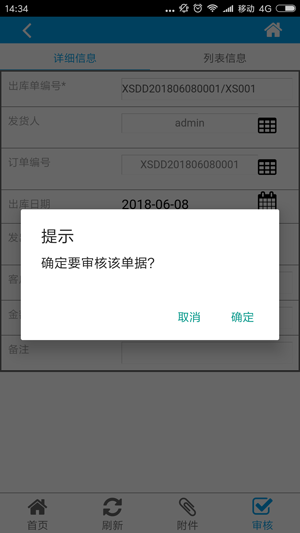 14:34
... 移动 4G
详细信息 列表信息
出库单编号* XSDD201806080001/XS001
发货人 admin
订单编号 XSDD201806080001
出库日期 2018-06-08
提示
确定要审核该单据?
取消 确定
备注
首页 刷新 附件 审核